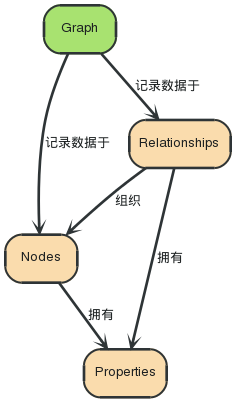 Graph
记录数据于
Relationships
记录数据于
组织
Nodes
拥有
拥有
Properties